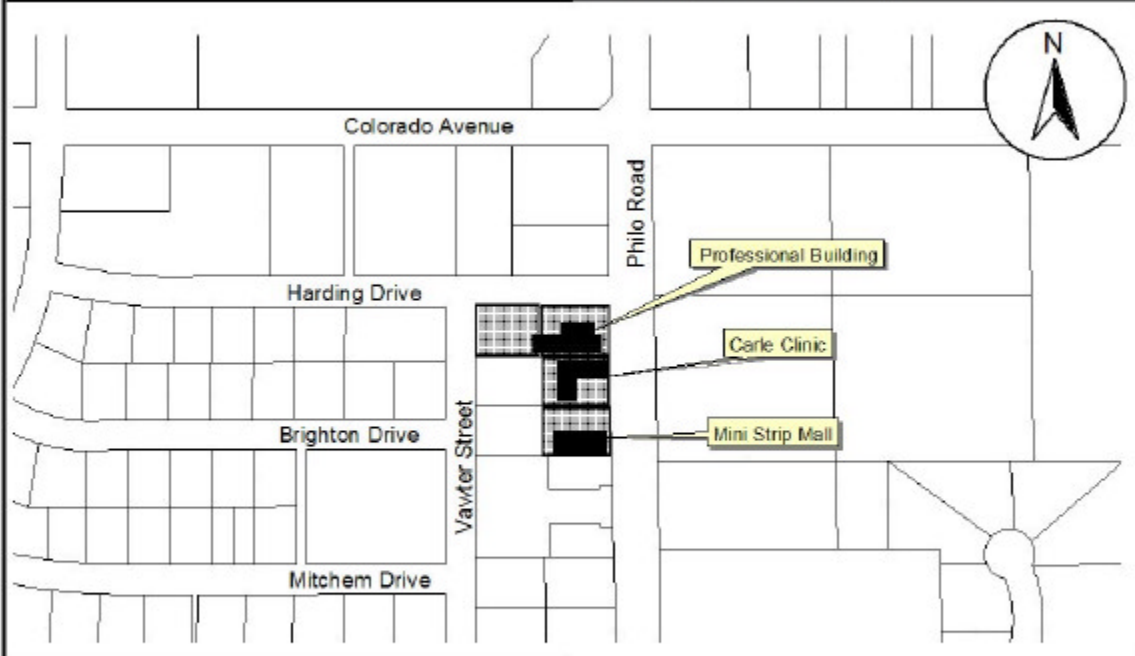 N
Colorado Avenue
Philo Road
Professional Building
Harding Drive
Carle Clinic
Vawter Street
Brighton Drive
Mini Strip Mall
Mitchem Drive